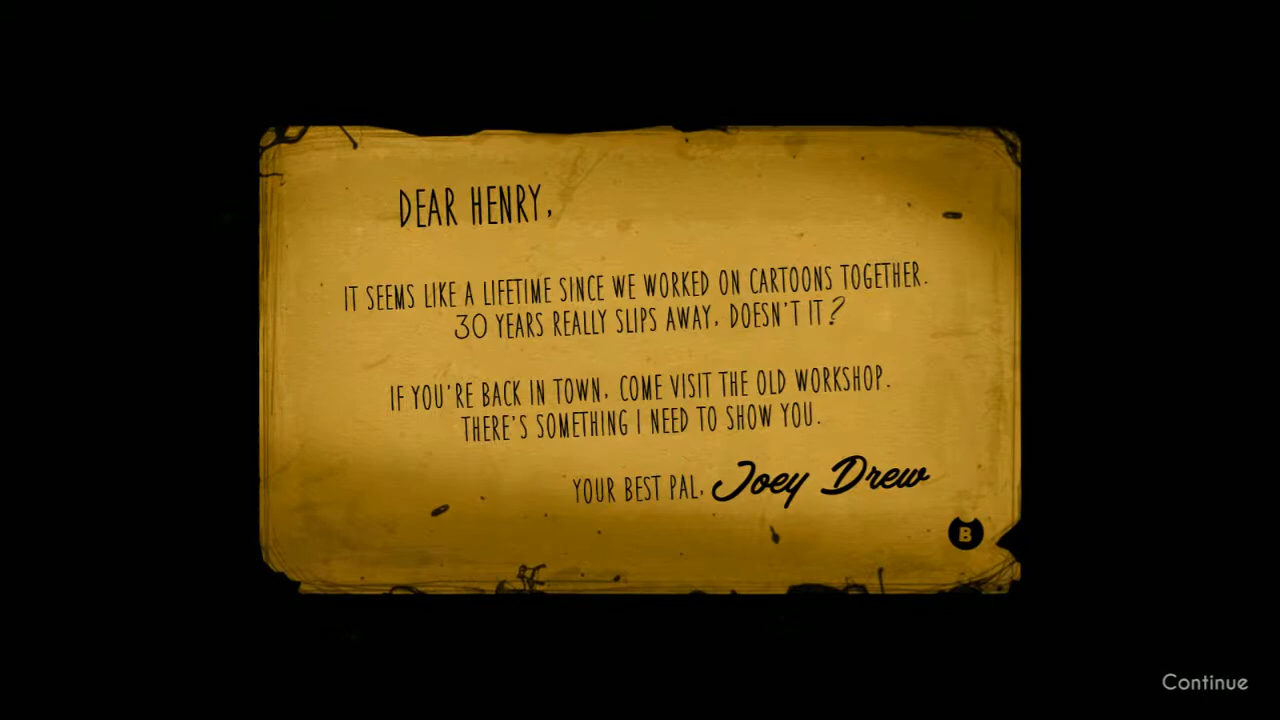 DEAR HENRY,
IT SEEMS LIKE A LIFETIME SINCE WE WORKED ON CARTOONS TOGETHER.
30 YEARS REALLY SLIPS AWAY, DOESN'T IT?
IF YOU'RE BACK IN TOWN, COME VISIT THE OLD WORKSHOP.
THERE'S SOMETHING I NEED TO SHOW YOU.
YOUR BEST PAL, Joey Drew
B
Continue